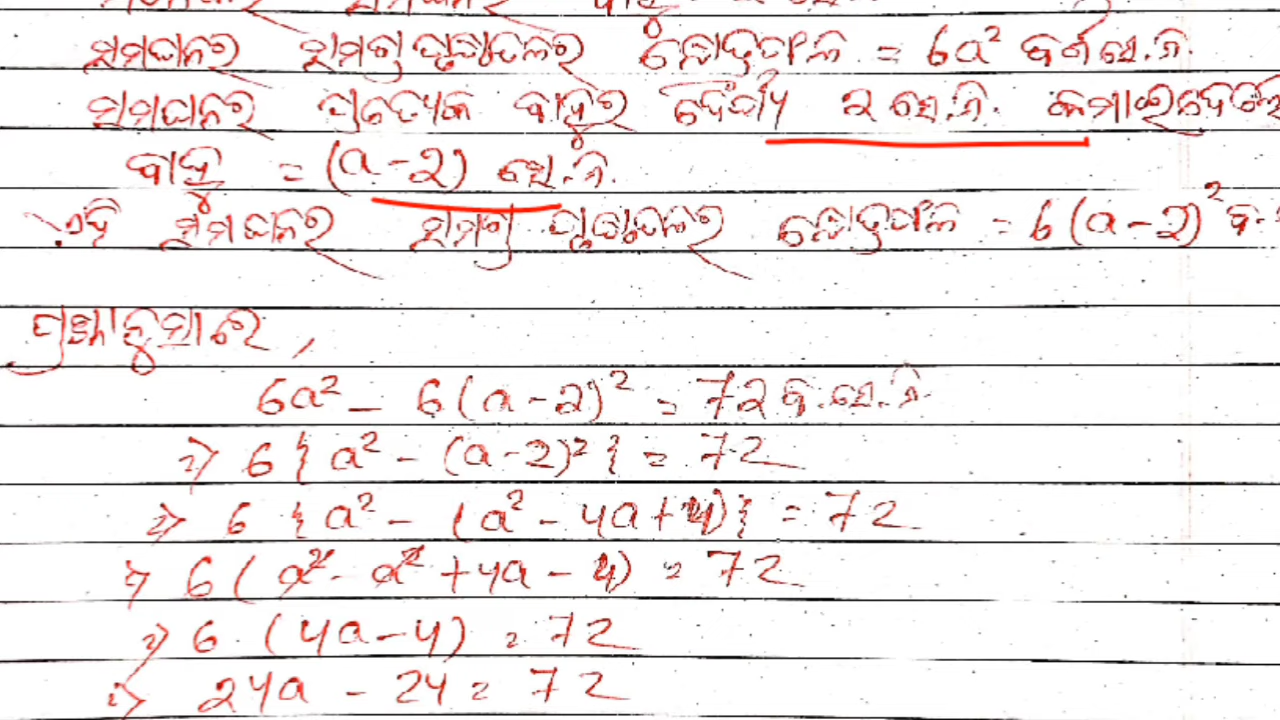 ସମଘନର ସମଗ୍ର ପୃଷ୍ଠତଳର କ୍ଷେତ୍ରଫଳ = 6a² ବର୍ଗ ସେ.ମି.
ସମଘନର ପ୍ରତ୍ୟେକ ବାହୁର ଦୈର୍ଘ୍ୟ ୨ ସେ.ମି. କମାଇଦେଲେ
ବାହୁ = (a-2) ସେ.ମି.
ଏହି ସମଘନର ସମଗ୍ର ପୃଷ୍ଠତଳର କ୍ଷେତ୍ରଫଳ = 6(a-2)² ବ.
ପ୍ରଶ୍ନାନୁସାରେ,
6a² - 6(a-2)² = 72 ବ.ସେ.ମି.
⇒ 6{a² - (a-2)²} = 72
⇒ 6{a² - (a² - 4a+4)} = 72
⇒ 6(a² - a² + 4a - 4) = 72
⇒ 6(4a-4) = 72
⇒ 24a - 24 = 72